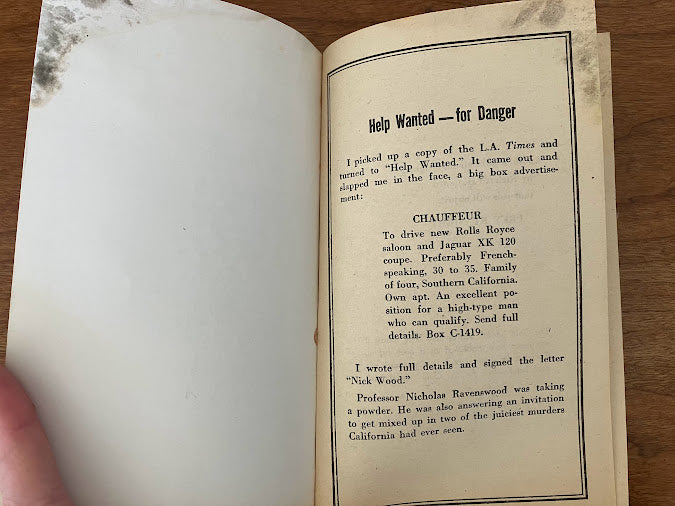 Help Wanted — for Danger
I picked up a copy of the L.A. Times and
turned to "Help Wanted." It came out and
slapped me in the face, a big box advertise-
ment:
CHAUFFEUR
To drive new Rolls Royce
saloon and Jaguar XK 120
coupe. Preferably French-
speaking, 30 to 35. Family
of four, Southern California.
Own apt. An excellent po-
sition for a high-type man
who can qualify. Send full
details. Box C-1419.
I wrote full details and signed the letter
"Nick Wood."
Professor Nicholas Ravenswood was taking
a powder. He was also answering an invitation
to get mixed up in two of the juiciest murders
California had ever seen.